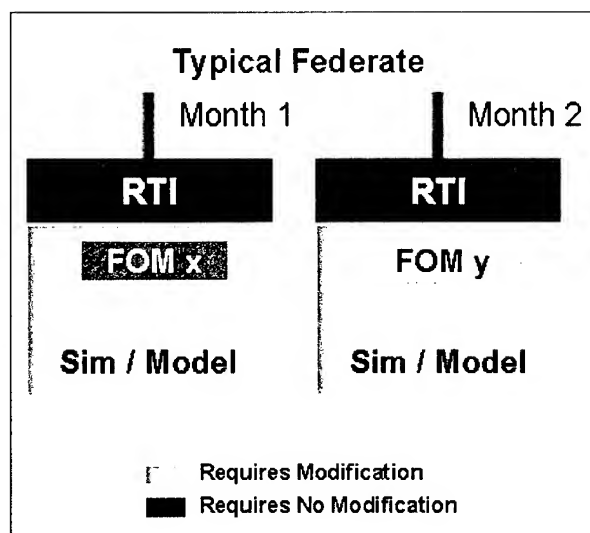 Typical Federate
Month 1 Month 2
RTI RTI
FOM x FOM y
Sim / Model Sim / Model
Requires Modification
Requires No Modification